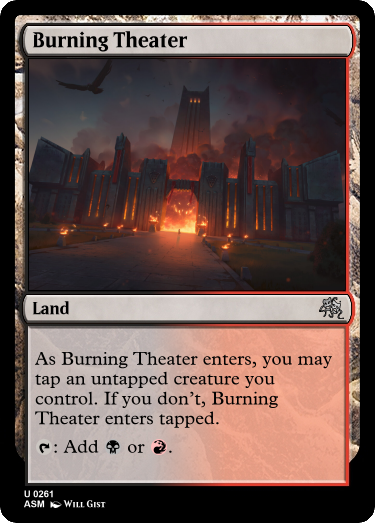 Burning Theater
Land
As Burning Theater enters, you may
tap an untapped creature you
control. If you don't, Burning
Theater enters tapped.
: Add or .
U 0261
ASM Will Gist